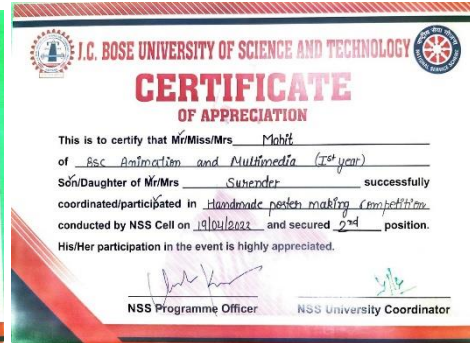 J.C. BOSE UNIVERSITY OF SCIENCE AND TECHNOLOGY
CERTIFICATE
OF APPRECIATION
This is to certify that Mr/Miss/Mrs Mohit
of Bsc Animation and Multimedia (Ist year)
Son/Daughter of Mr/Mrs Surender successfully
coordinated/participated in Handmade poster making Competition
conducted by NSS Cell on 19/04/2022 and secured 2nd position.
His/Her participation in the event is highly appreciated.
NSS Programme Officer NSS University Coordinator